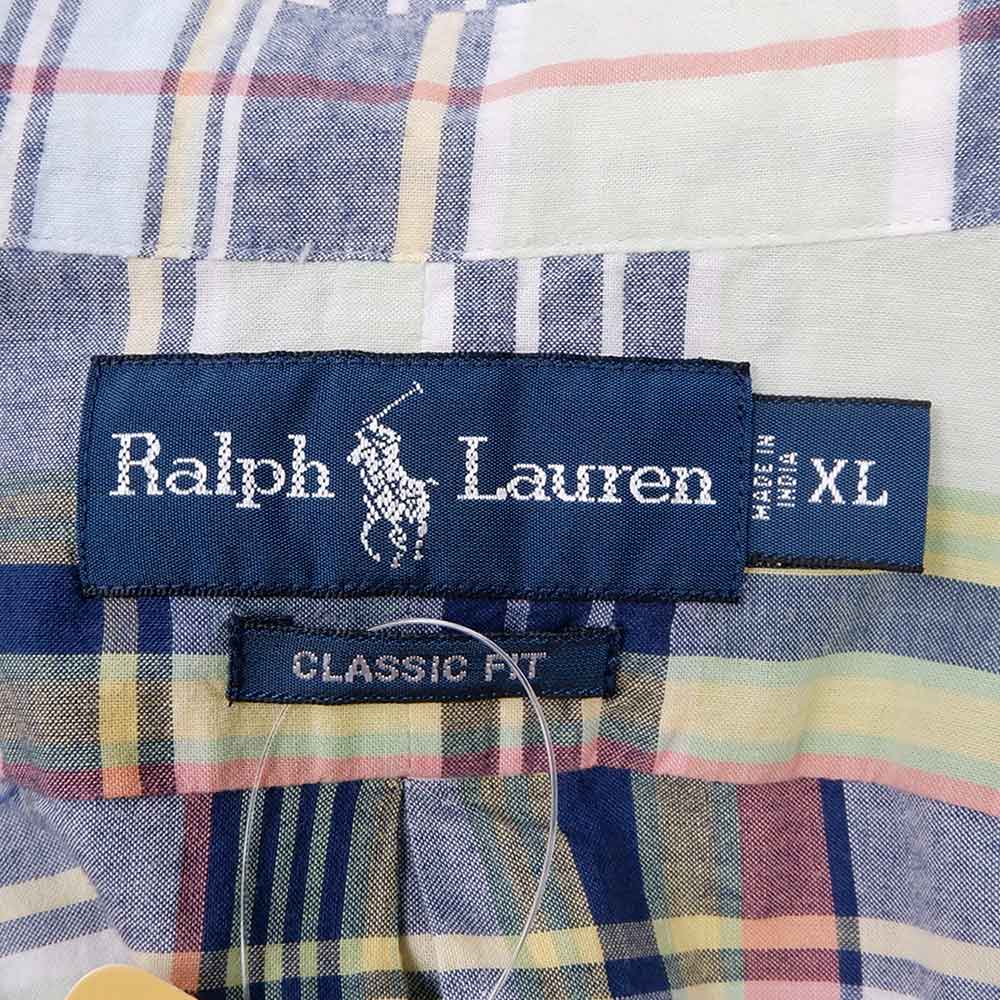 Ralph Lauren
MADE IN
INDIA
XL
CLASSIC FIT